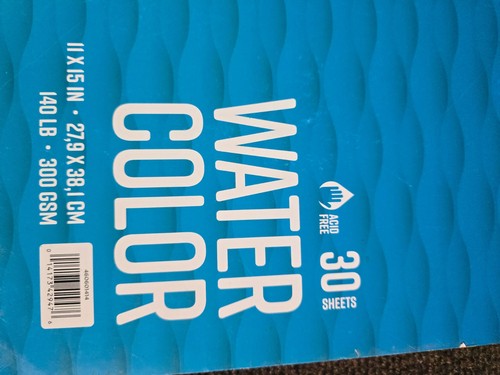 ACID
FREE
30
SHEETS
WATER
COLOR
11 X 15 IN • 27,9 X 38,1 CM
140 LB • 300 GSM